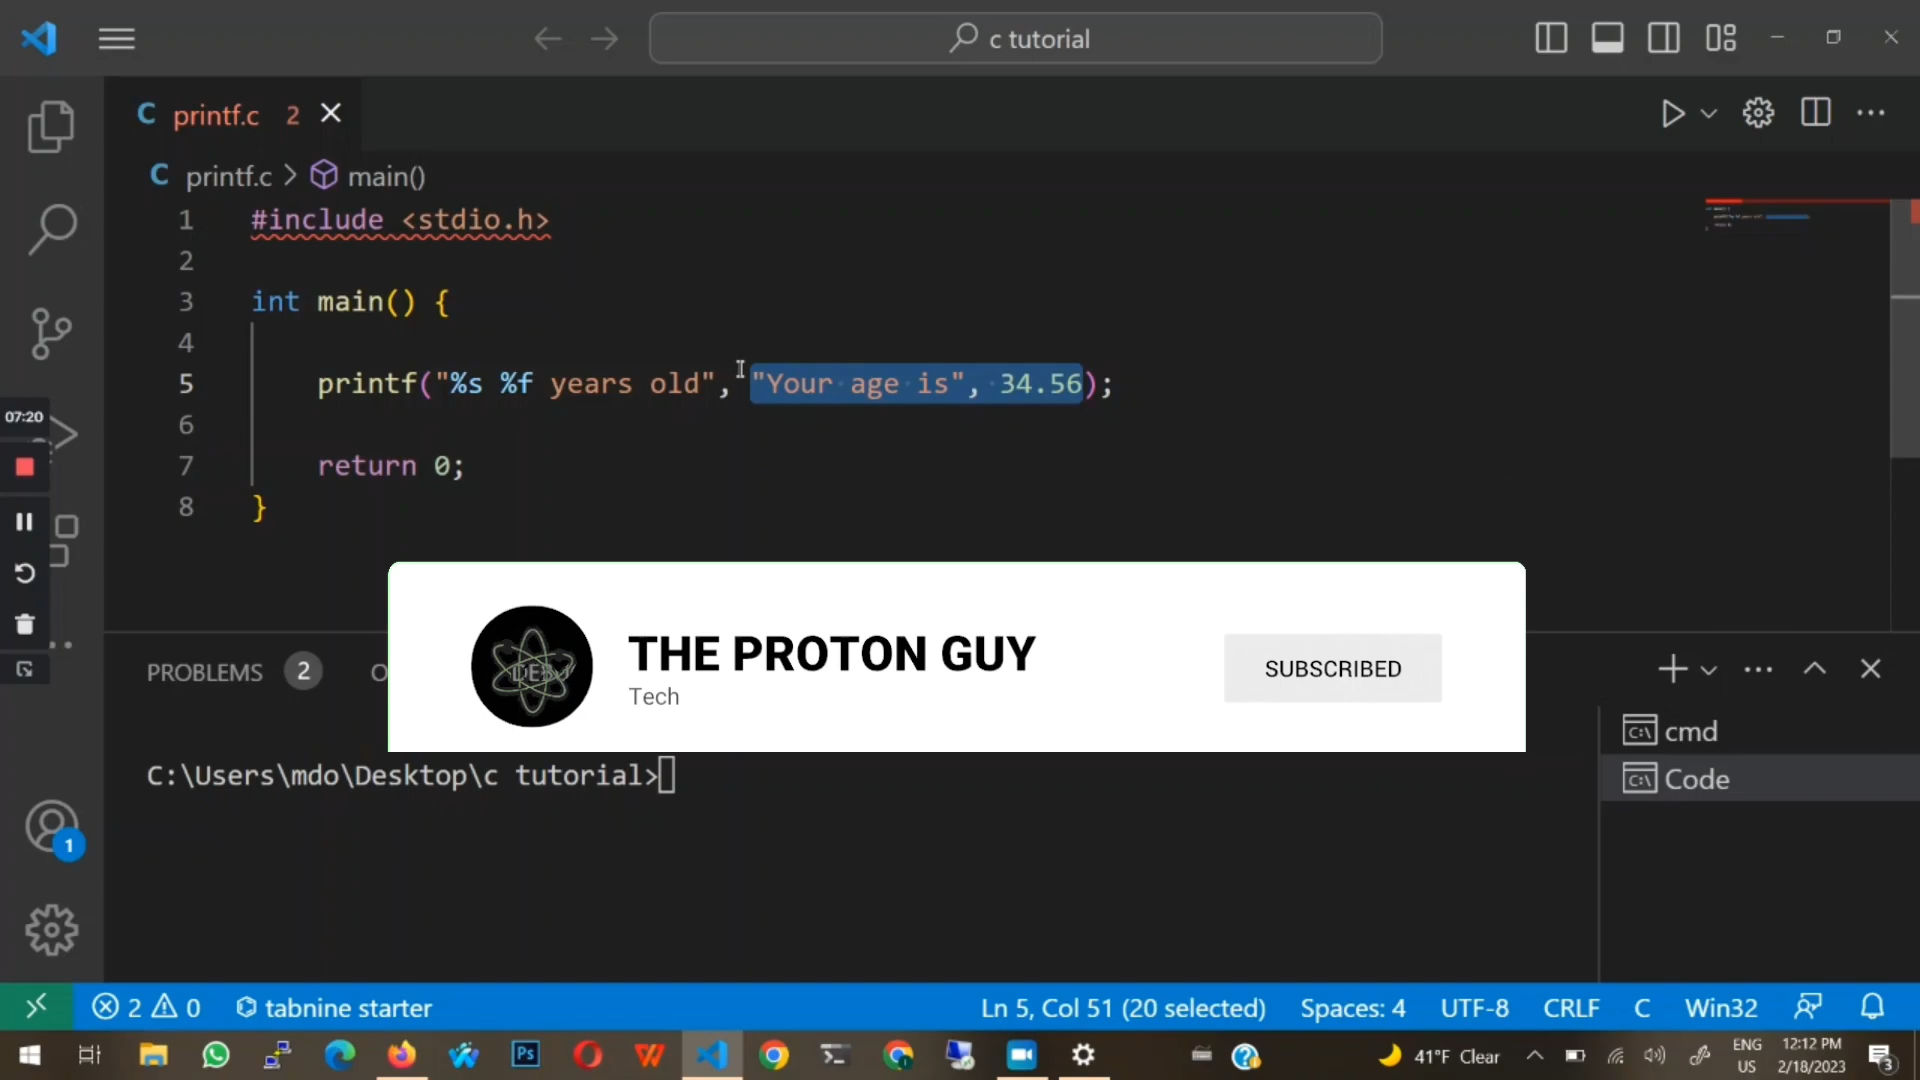 c tutorial
C printf.c 2
C printf.c > main()
1 #include <stdio.h>
2
3 int main() {
4
5 printf("%s %f years old", "Your age is", 34.56);
6
7 return 0;
8 }
07:20
THE PROTON GUY
Tech
SUBSCRIBED
PROBLEMS 2
C:\Users\mdo\Desktop\c tutorial>
cmd
Code
1
2 0 tabnine starter Ln 5, Col 51 (20 selected) Spaces: 4 UTF-8 CRLF C Win32
Ps
41°F Clear
ENG
US
12:12 PM
2/18/2023
3